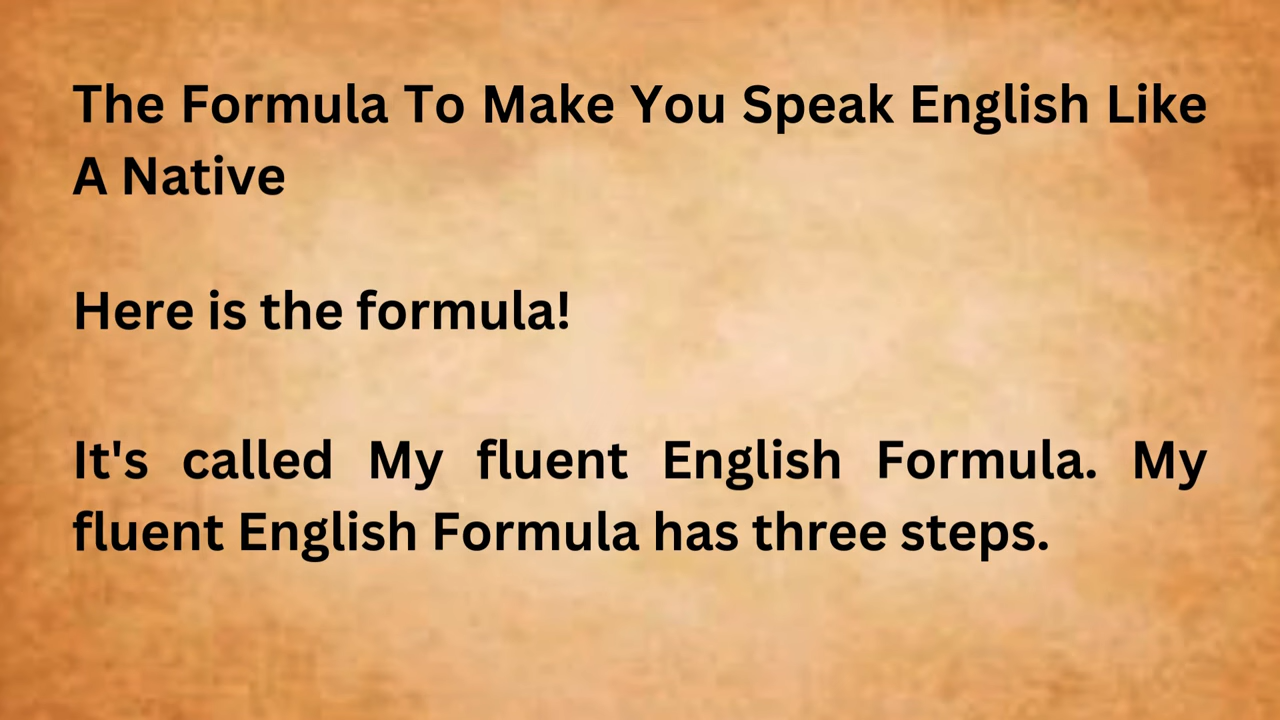 The Formula To Make You Speak English Like
A Native
Here is the formula!
It's called My fluent English Formula. My
fluent English Formula has three steps.